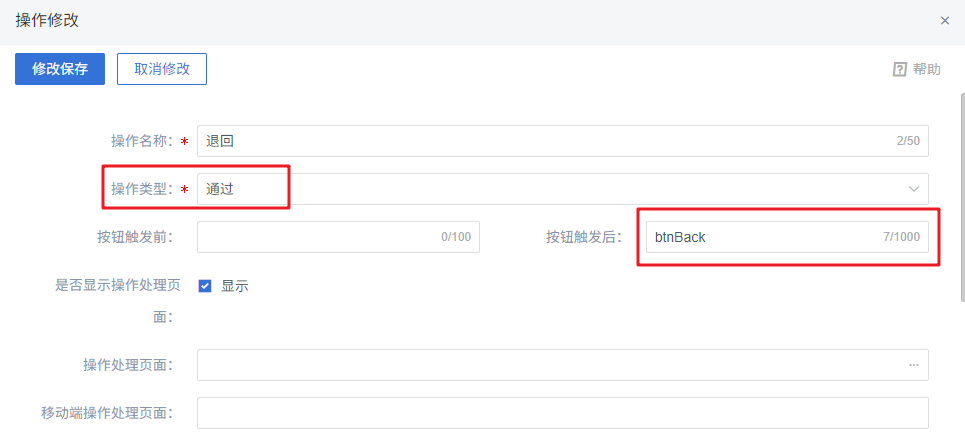 操作修改
修改保存 取消修改 帮助
操作名称：* 退回 2/50
操作类型：* 通过
按钮触发前： 0/100 按钮触发后： btnBack 7/1000
是否显示操作处理页 显示
面：
操作处理页面： ...
移动端操作处理页面：